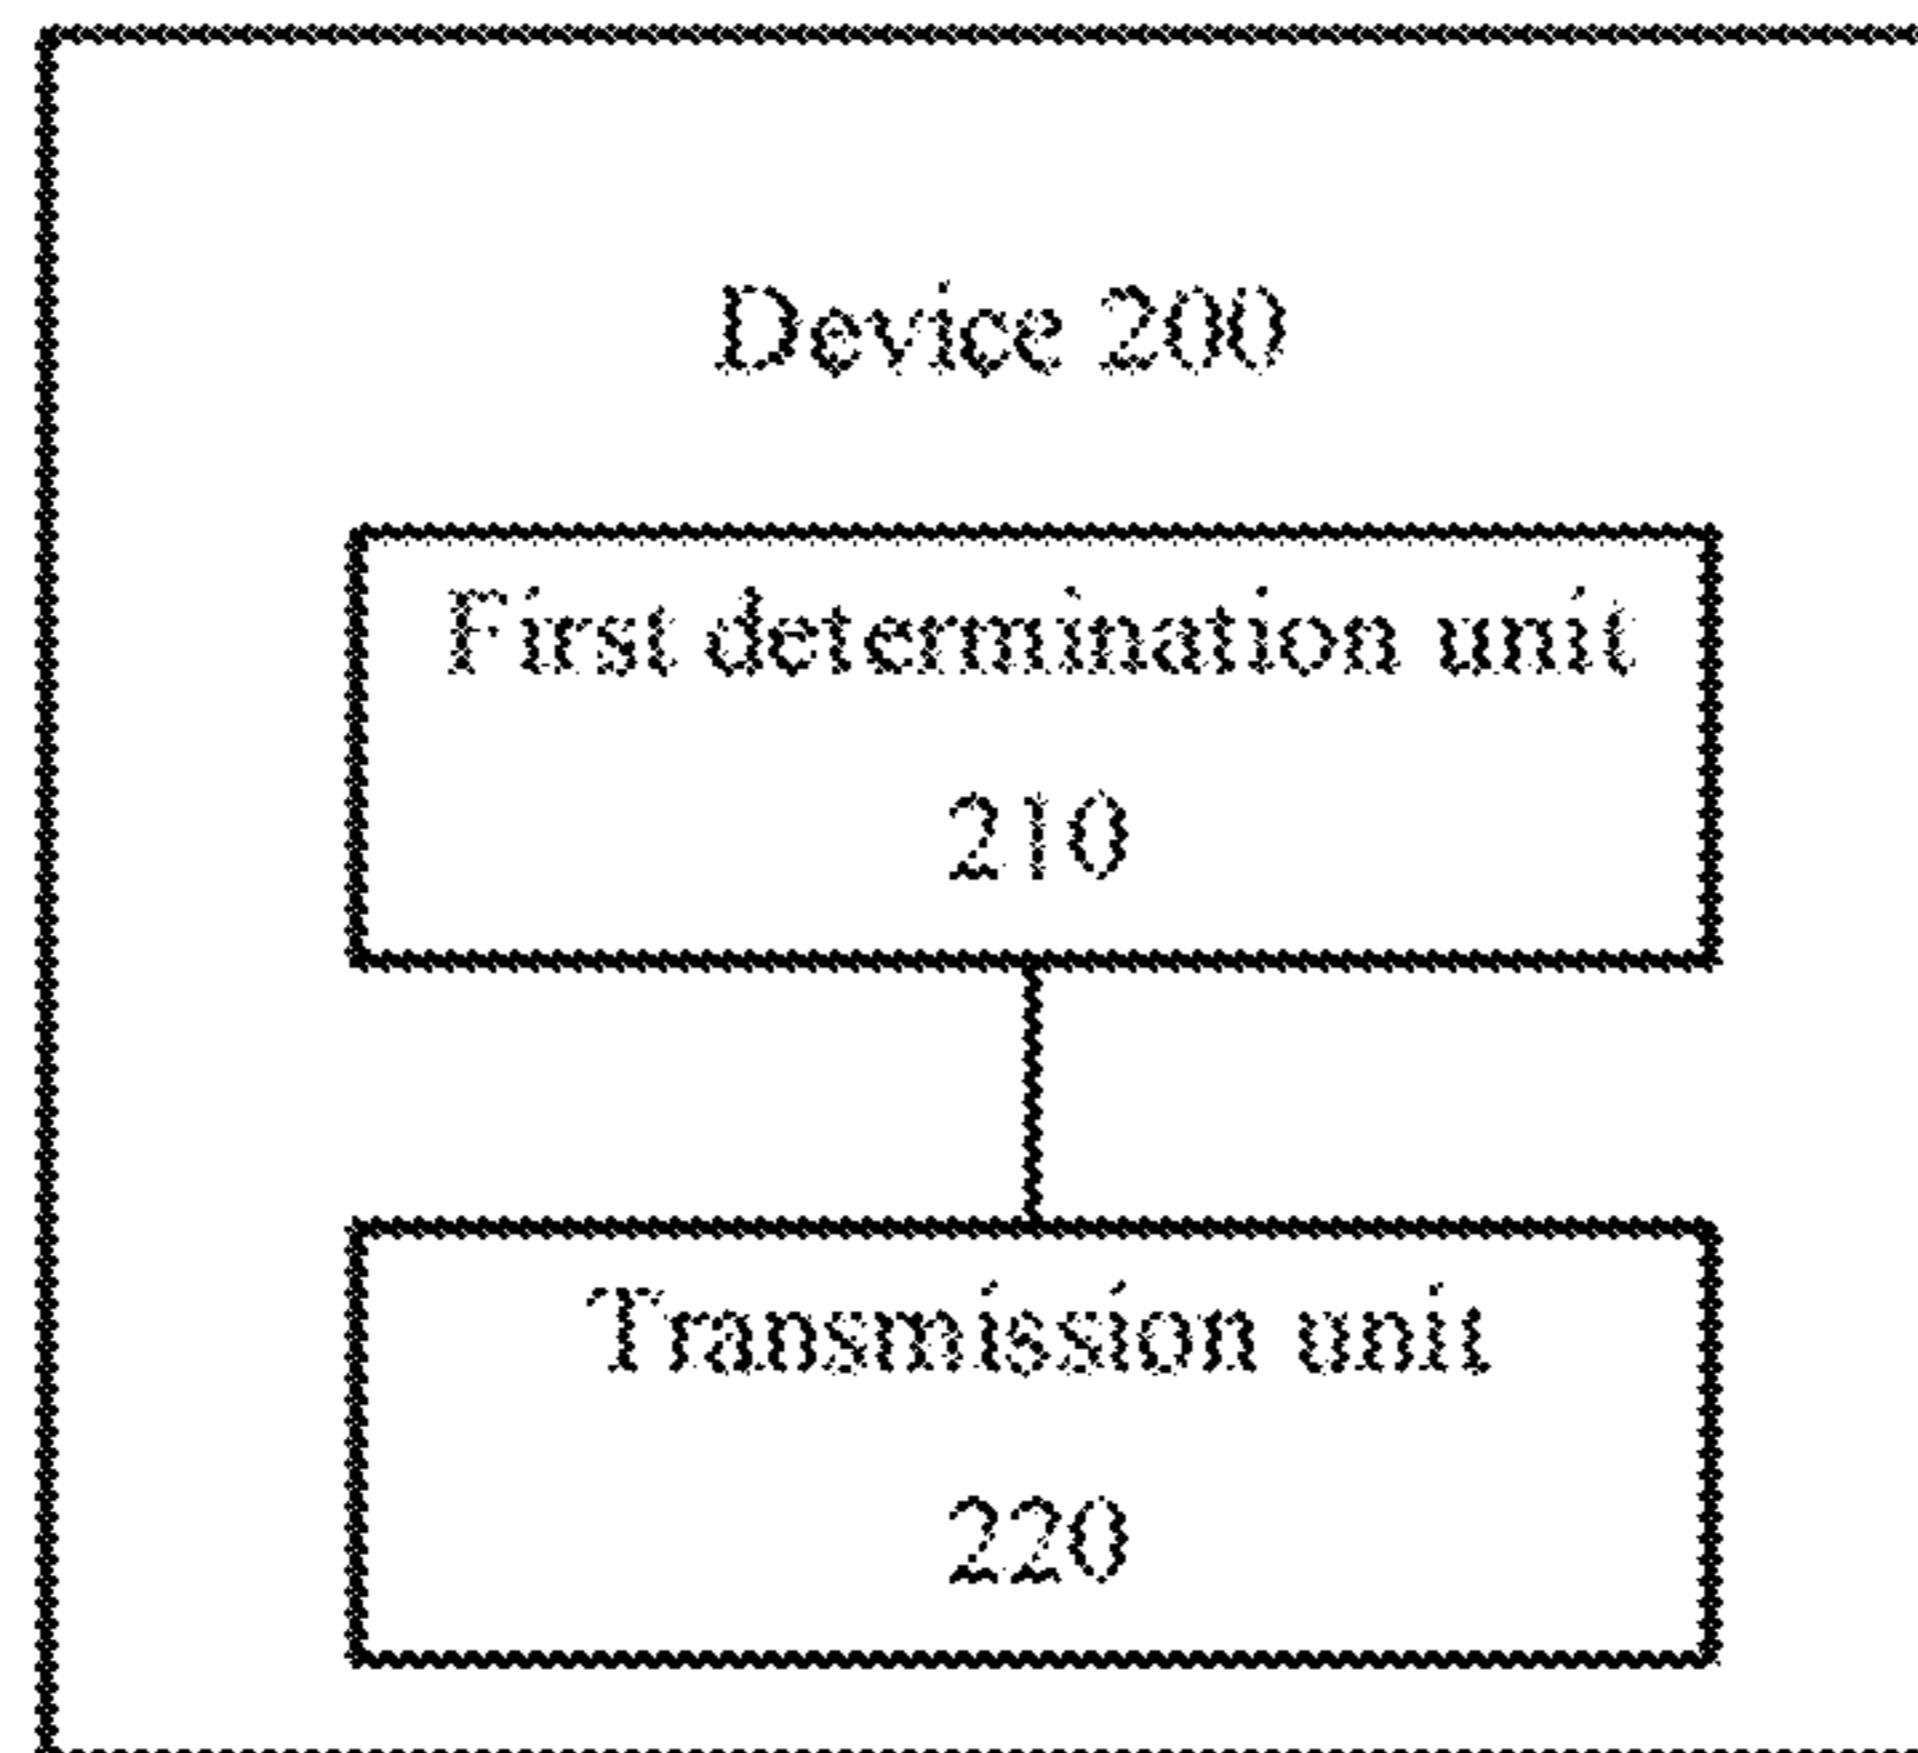 Device 200
First determination unit
210
Transmission unit
220